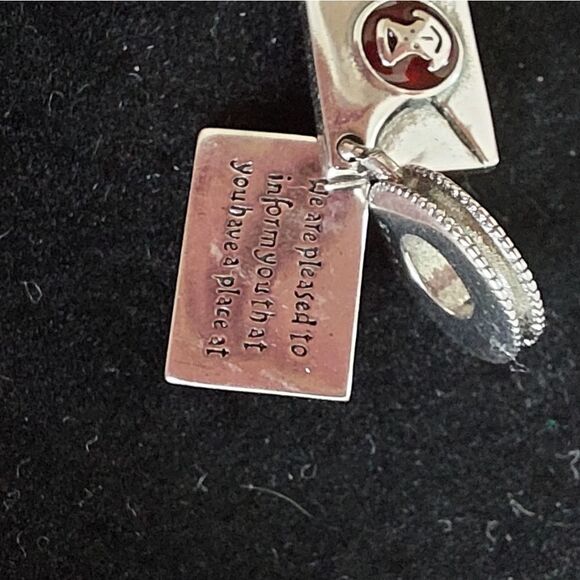 We are pleased to
inform you that
you have a place at